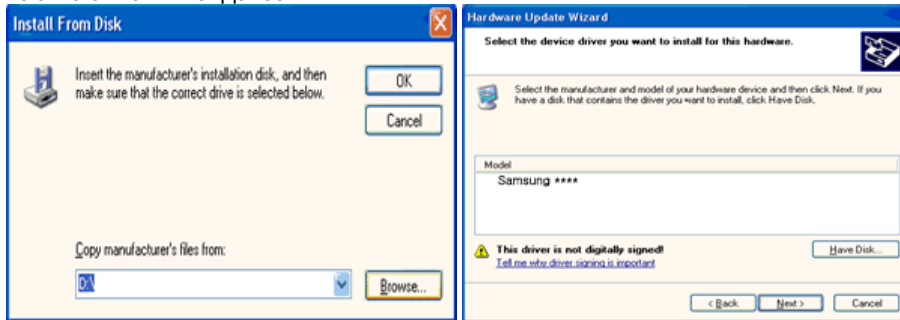 Install From Disk
Insert the manufacturer's installation disk, and then
make sure that the correct drive is selected below.
OK
Cancel
Copy manufacturer's files from:
D:\
Browse...
Hardware Update Wizard
Select the device driver you want to install for this hardware.
Select the manufacturer and model of your hardware device and then click Next. If you
have a disk that contains the driver you want to install, click Have Disk.
Model
Samsung ****
This driver is not digitally signed!
Tell me why driver signing is important
Have Disk...
< Back
Next >
Cancel